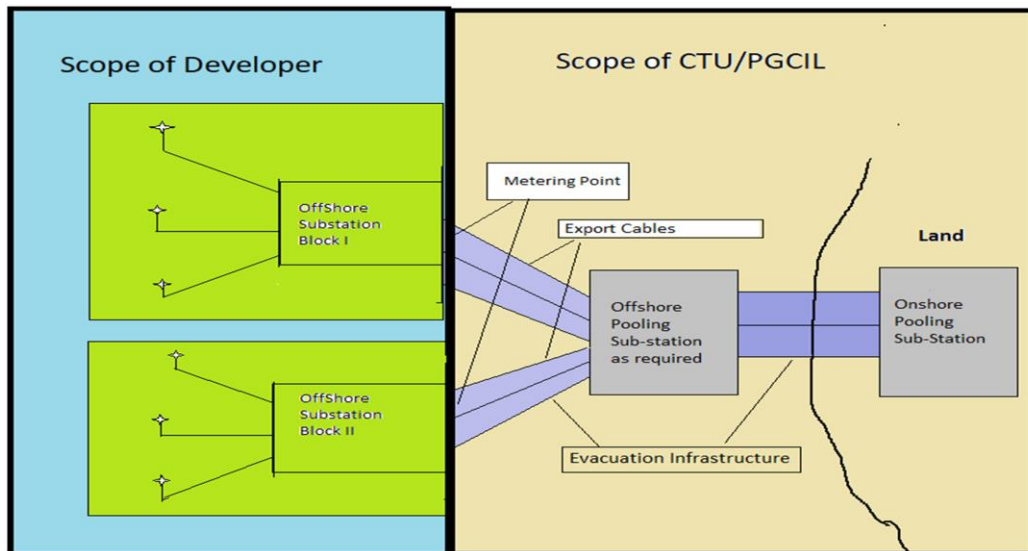 Scope of Developer
Scope of CTU/PGCIL
OffShore
Substation
Block I
Metering Point
Export Cables
Land
Offshore
Pooling
Sub-station
as required
Onshore
Pooling
Sub-Station
OffShore
Substation
Block II
Evacuation Infrastructure